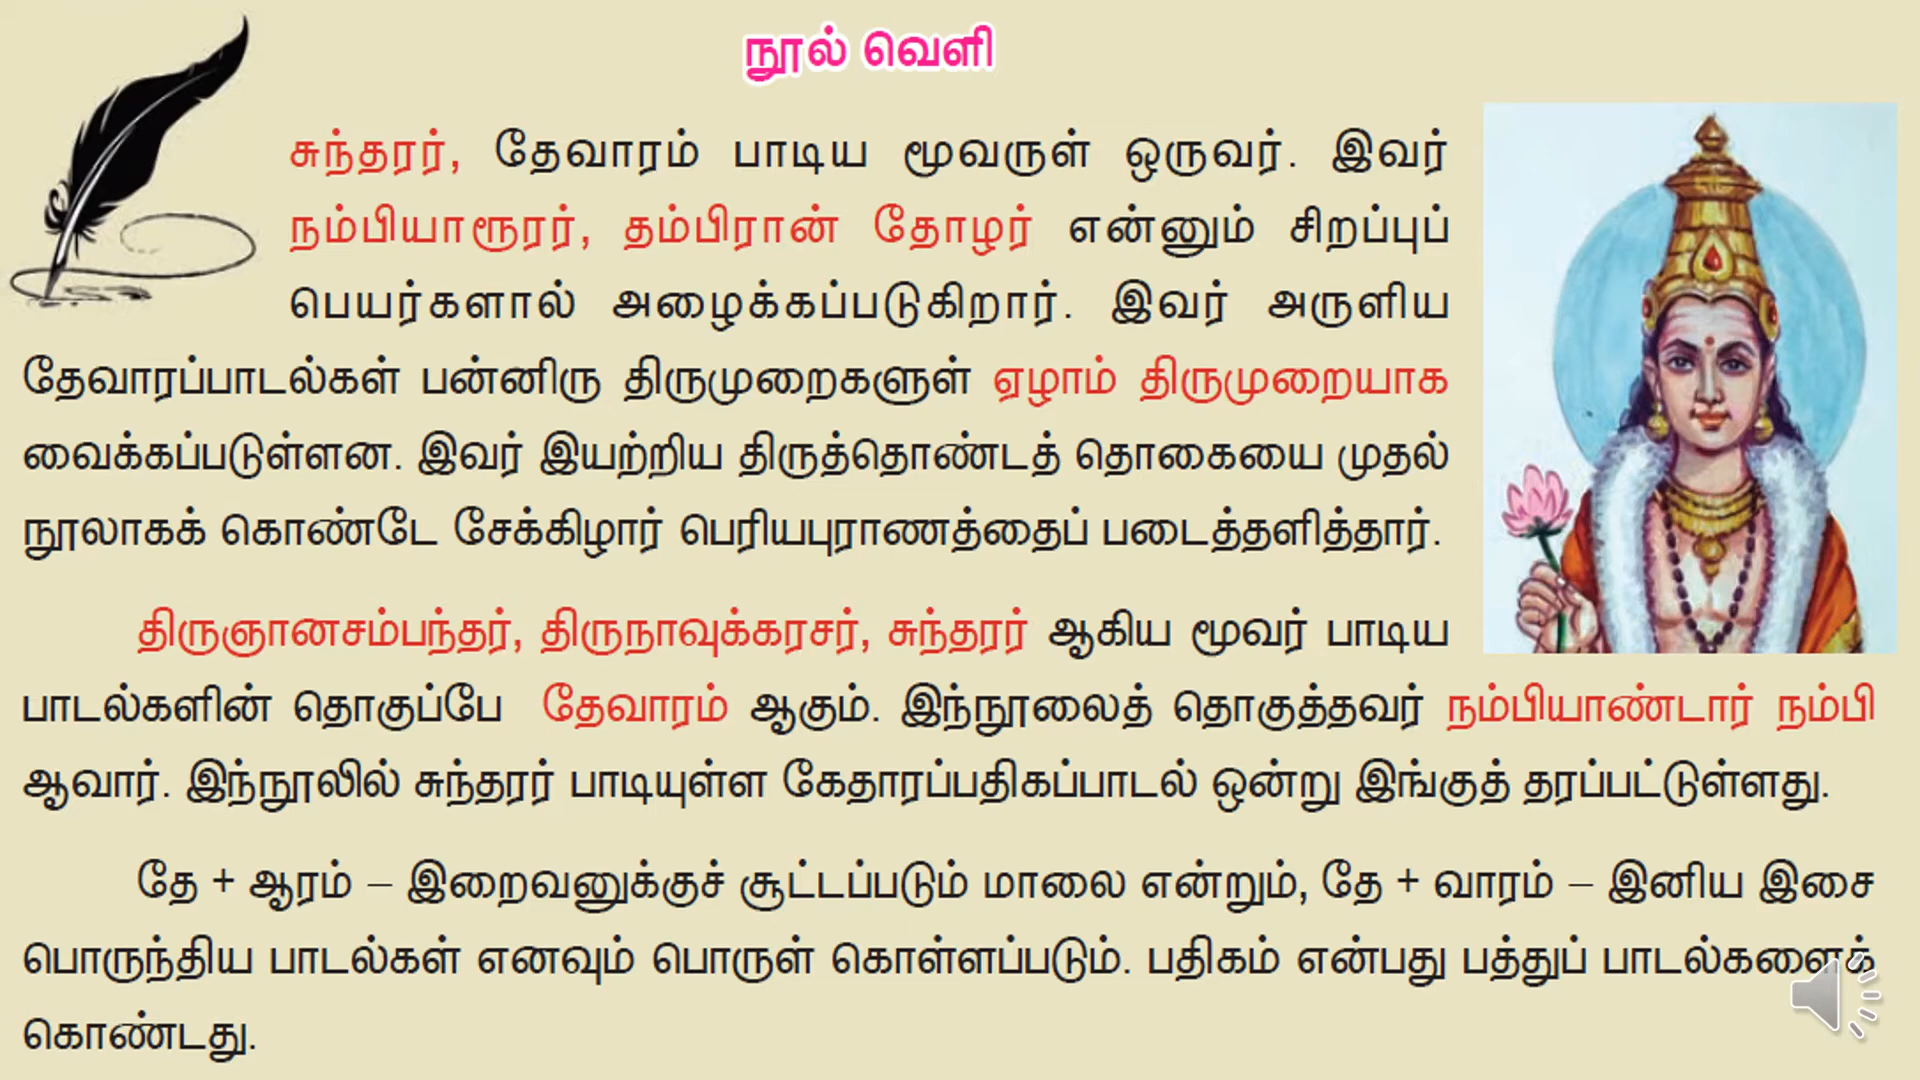 நூல் வெளி
சுந்தரர், தேவாரம் பாடிய மூவருள் ஒருவர். இவர்
நம்பியாரூரர், தம்பிரான் தோழர் என்னும் சிறப்புப்
பெயர்களால் அழைக்கப்படுகிறார். இவர் அருளிய
தேவாரப்பாடல்கள் பன்னிரு திருமுறைகளுள் ஏழாம் திருமுறையாக
வைக்கப்படுள்ளன. இவர் இயற்றிய திருத்தொண்டத் தொகையை முதல்
நூலாகக் கொண்டே சேக்கிழார் பெரியபுராணத்தைப் படைத்தளித்தார்.
திருஞானசம்பந்தர், திருநாவுக்கரசர், சுந்தரர் ஆகிய மூவர் பாடிய
பாடல்களின் தொகுப்பே தேவாரம் ஆகும். இந்நூலைத் தொகுத்தவர் நம்பியாண்டார் நம்பி
ஆவார். இந்நூலில் சுந்தரர் பாடியுள்ள கேதாரப்பதிகப்பாடல் ஒன்று இங்குத் தரப்பட்டுள்ளது.
தே + ஆரம் – இறைவனுக்குச் சூட்டப்படும் மாலை என்றும், தே + வாரம் – இனிய இசை
பொருந்திய பாடல்கள் எனவும் பொருள் கொள்ளப்படும். பதிகம் என்பது பத்துப் பாடல்களைக்
கொண்டது.